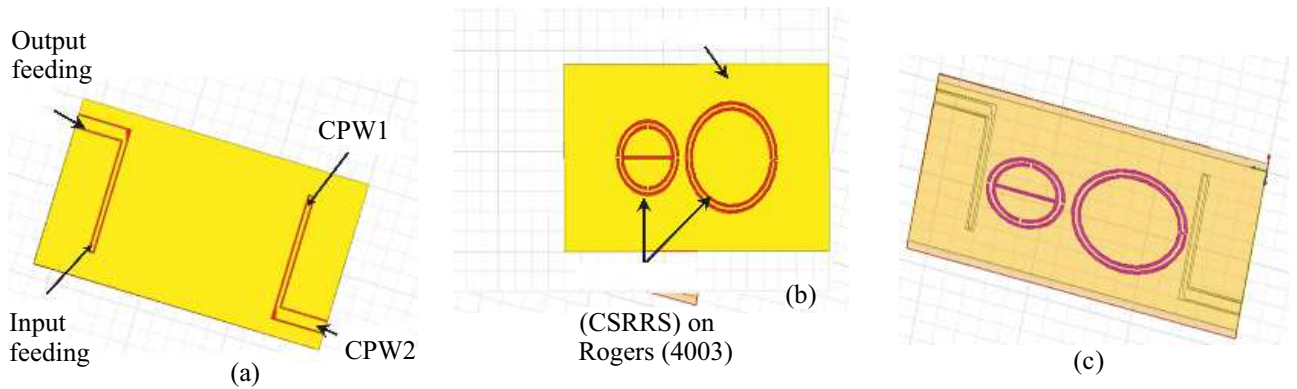 Output
feeding
CPW1
Input
feeding
CPW2
(a)
(b)
(CSRRS) on
Rogers (4003)
(c)